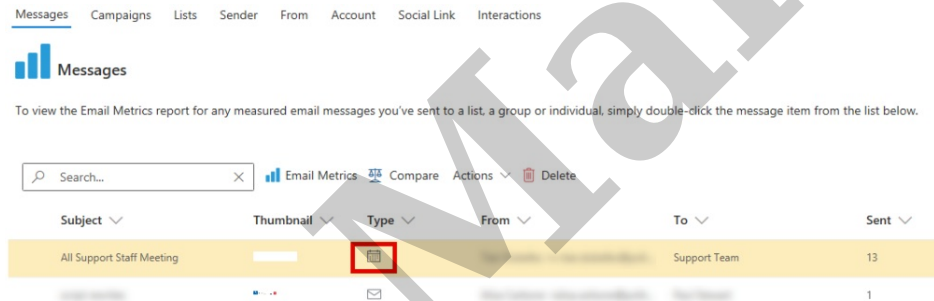 Messages Campaigns Lists Sender From Account Social Link Interactions
Messages
To view the Email Metrics report for any measured email messages you've sent to a list, a group or individual, simply double-click the message item from the list below.
Search... Email Metrics Compare Actions Delete
Subject Thumbnail Type From To Sent
All Support Staff Meeting Support Team 13
1